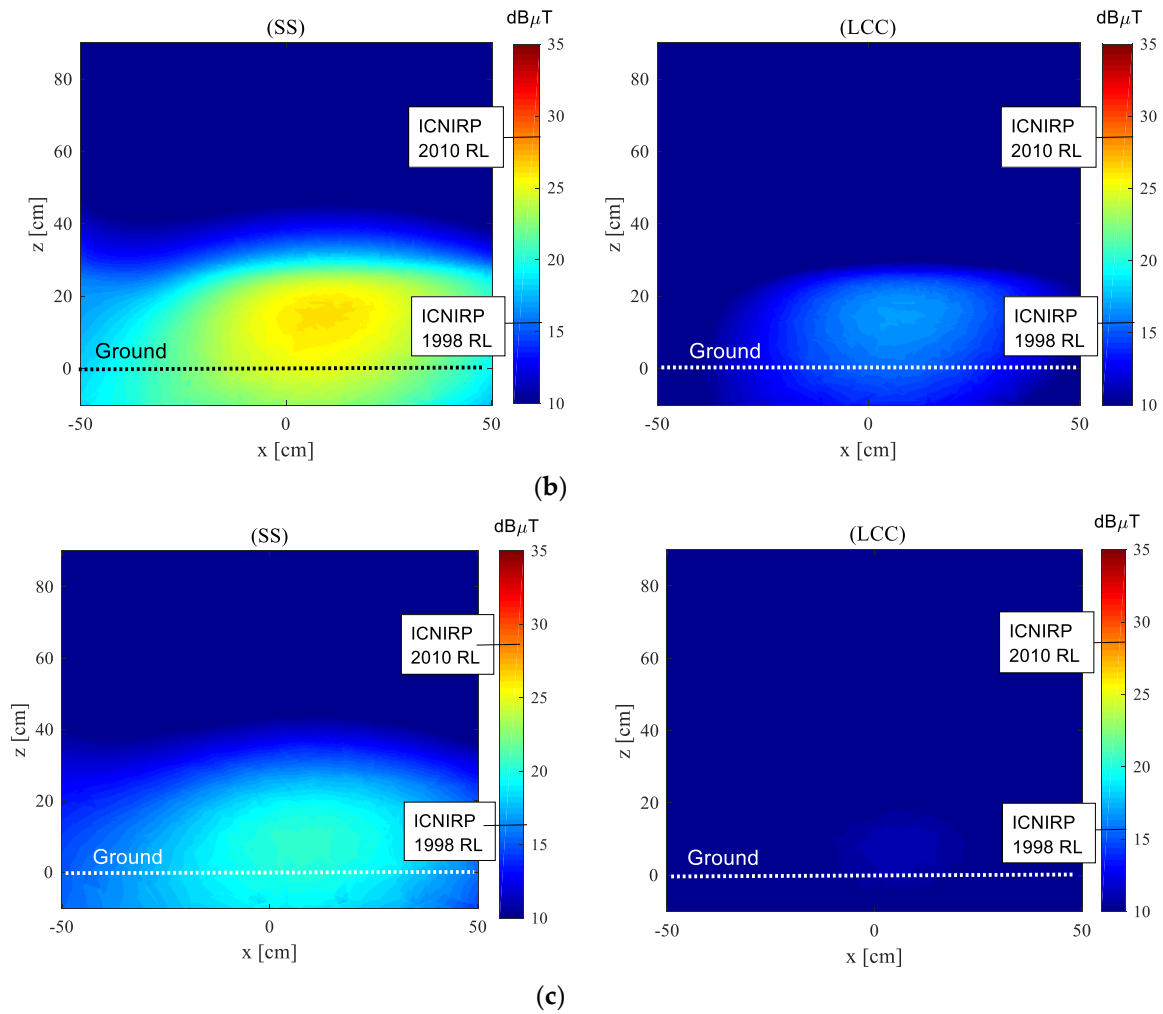 dBμT
(SS)
35
80
ICNIRP
2010 RL
30
60
z [cm]
25
40
20
20
ICNIRP
1998 RL
15
Ground
0
10
-50
0
50
x [cm]
dBμT
(LCC)
35
80
ICNIRP
2010 RL
30
60
z [cm]
25
40
20
20
ICNIRP
1998 RL
15
Ground
0
10
-50
0
50
x [cm]
(b)
dBμT
(SS)
35
80
ICNIRP
2010 RL
30
60
z [cm]
25
40
20
20
ICNIRP
1998 RL
15
Ground
0
10
-50
0
50
x [cm]
dBμT
(LCC)
35
80
ICNIRP
2010 RL
30
60
z [cm]
25
40
20
20
ICNIRP
1998 RL
15
Ground
0
10
-50
0
50
x [cm]
(c)